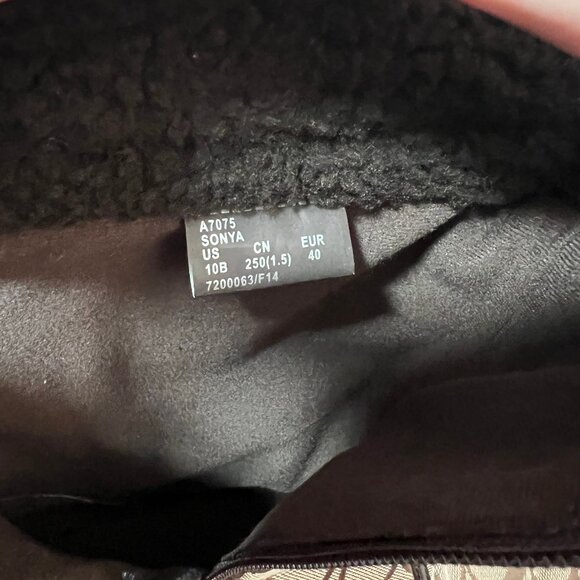 A7075
SONYA
US CN EUR
10B 250(1.5) 40
7200063/F14